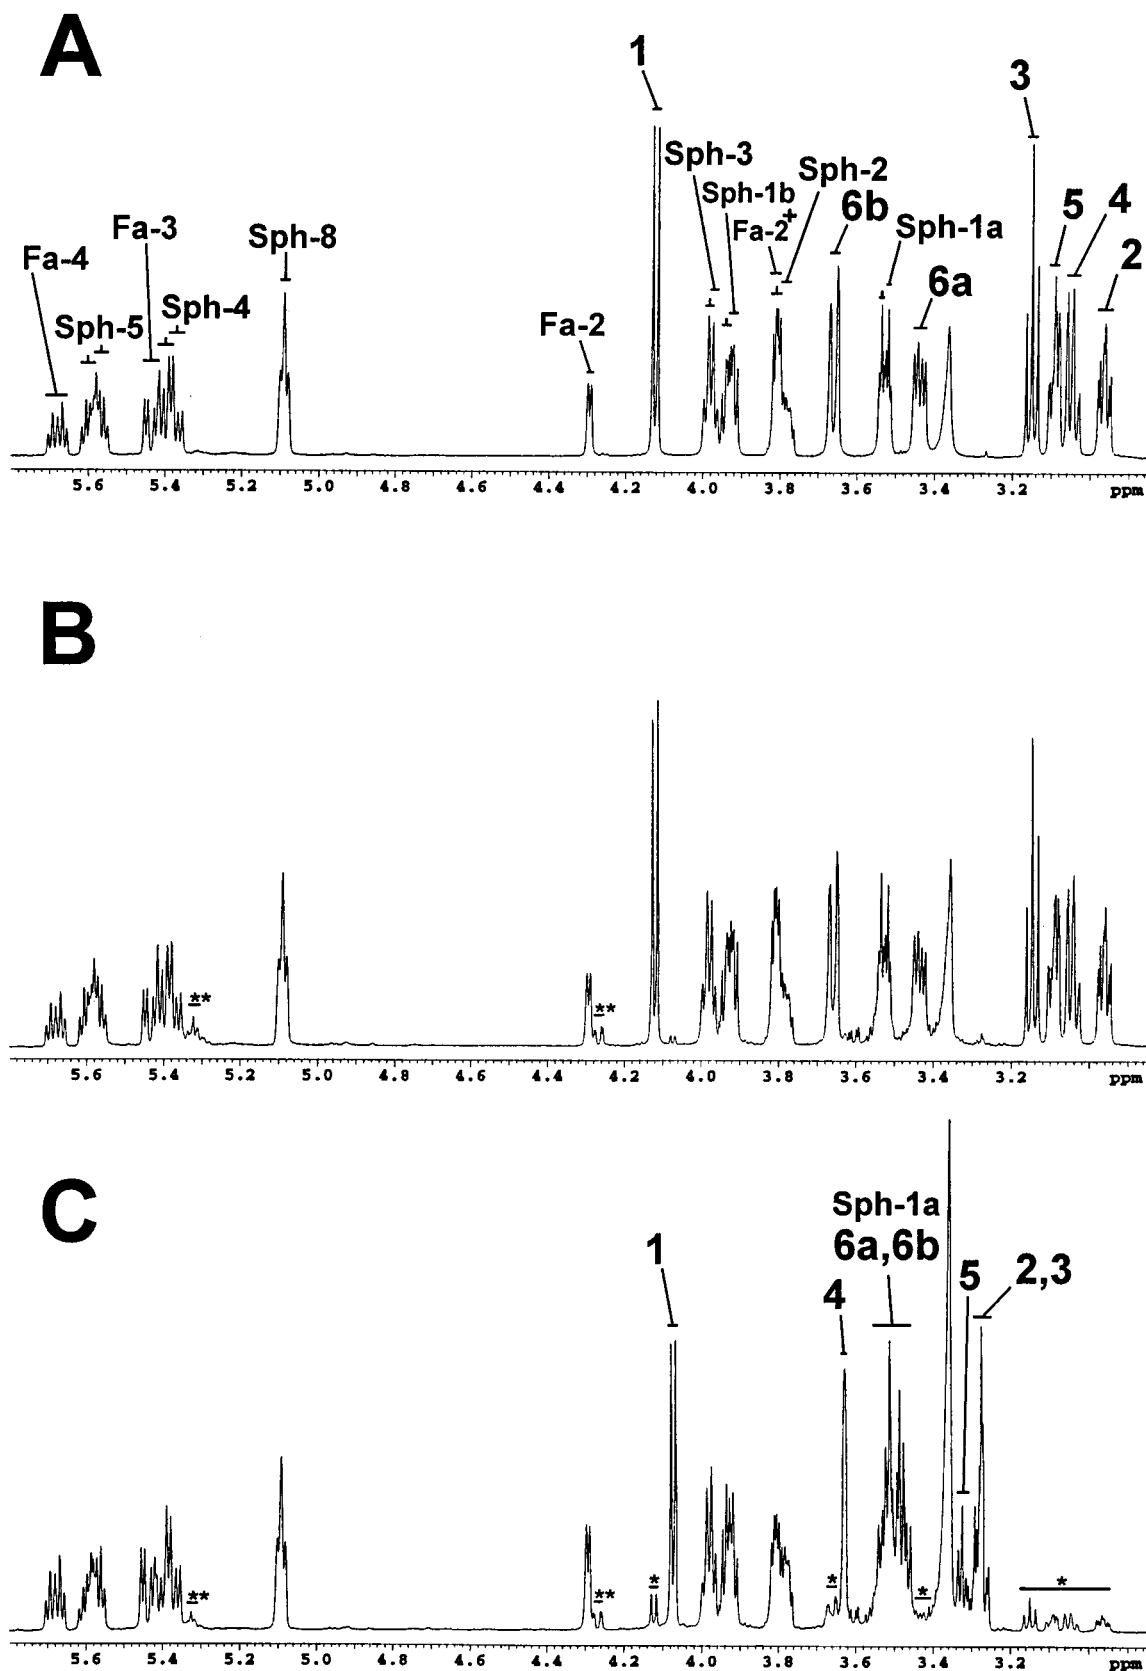 A
1
3
Sph-3
Sph-1b
Sph-2
+
Fa-2
6b
Sph-1a
5
4
6a
2
Fa-3
Sph-8
Fa-4
Sph-4
Sph-5
Fa-2
5.6 5.4 5.2 5.0 4.8 4.6 4.4 4.2 4.0 3.8 3.6 3.4 3.2 ppm
B
**
**
5.6 5.4 5.2 5.0 4.8 4.6 4.4 4.2 4.0 3.8 3.6 3.4 3.2 ppm
C
Sph-1a
1
6a,6b
5
2,3
4
**
**
*
*
*
*
5.6 5.4 5.2 5.0 4.8 4.6 4.4 4.2 4.0 3.8 3.6 3.4 3.2 ppm